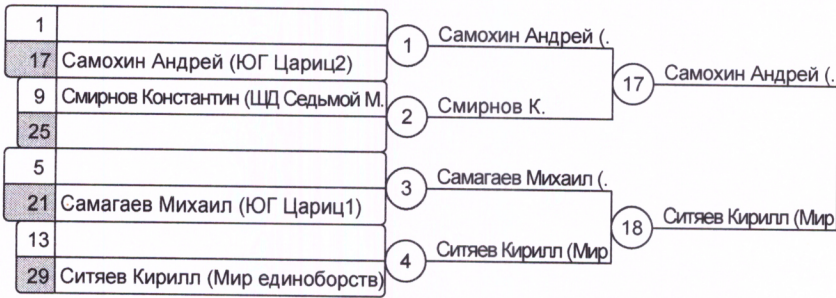 1
17 Самохин Андрей (ЮГ Цариц2)
9 Смирнов Константин (ЩД Седьмой М.
25
5
21 Самагаев Михаил (ЮГ Цариц1)
13
29 Ситяев Кирилл (Мир единоборств)
1 Самохин Андрей (.
2 Смирнов К.
3 Самагаев Михаил (.
4 Ситяев Кирилл (Мир
17 Самохин Андрей (.
18 Ситяев Кирилл (Мир